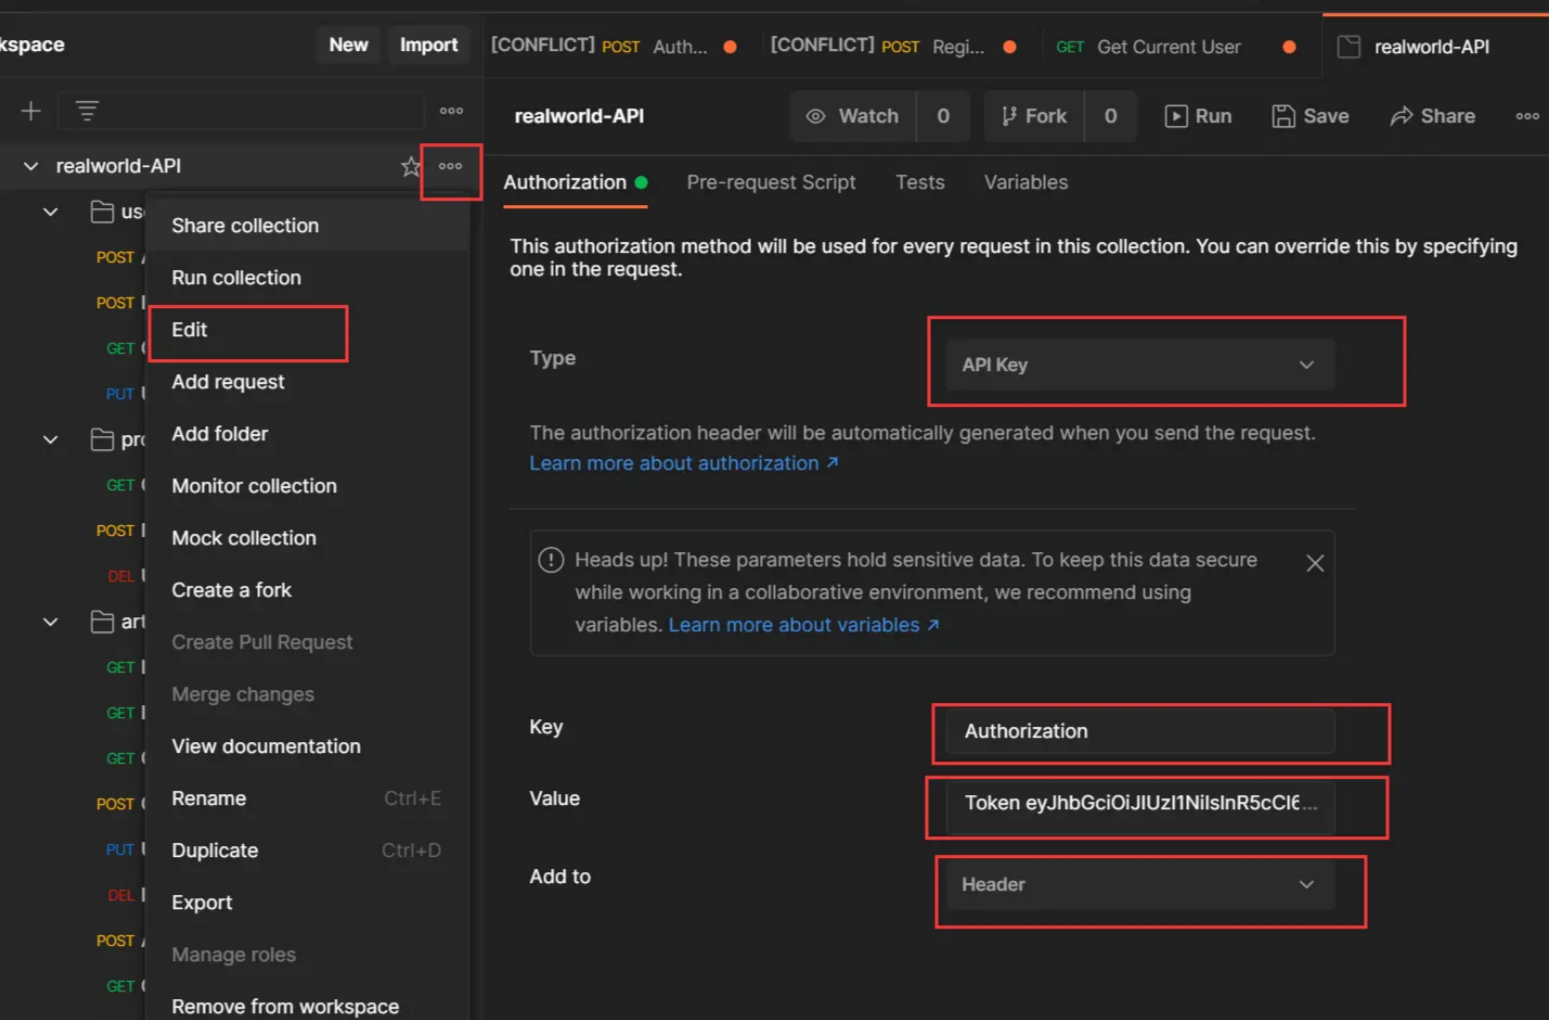 kspace
New
Import
[CONFLICT] POST Auth...
[CONFLICT] POST Regi...
GET Get Current User
realworld-API
realworld-API
Watch 0
Fork 0
Run
Save
Share
realworld-API
Authorization
Pre-request Script
Tests
Variables
This authorization method will be used for every request in this collection. You can override this by specifying
one in the request.
Type
API Key
The authorization header will be automatically generated when you send the request.
Learn more about authorization ↗
Heads up! These parameters hold sensitive data. To keep this data secure
while working in a collaborative environment, we recommend using
variables. Learn more about variables ↗
Key
Authorization
Value
Token eyJhbGciOiJIUzI1NiIsInR5cCI6...
Add to
Header
POST
POST
GET
PUT
GET
POST
DEL
art
GET
GET
GET
POST
PUT
DEL
POST
GET
Share collection
Run collection
Edit
Add request
Add folder
Monitor collection
Mock collection
Create a fork
Create Pull Request
Merge changes
View documentation
Rename Ctrl+E
Duplicate Ctrl+D
Export
Manage roles
Remove from workspace